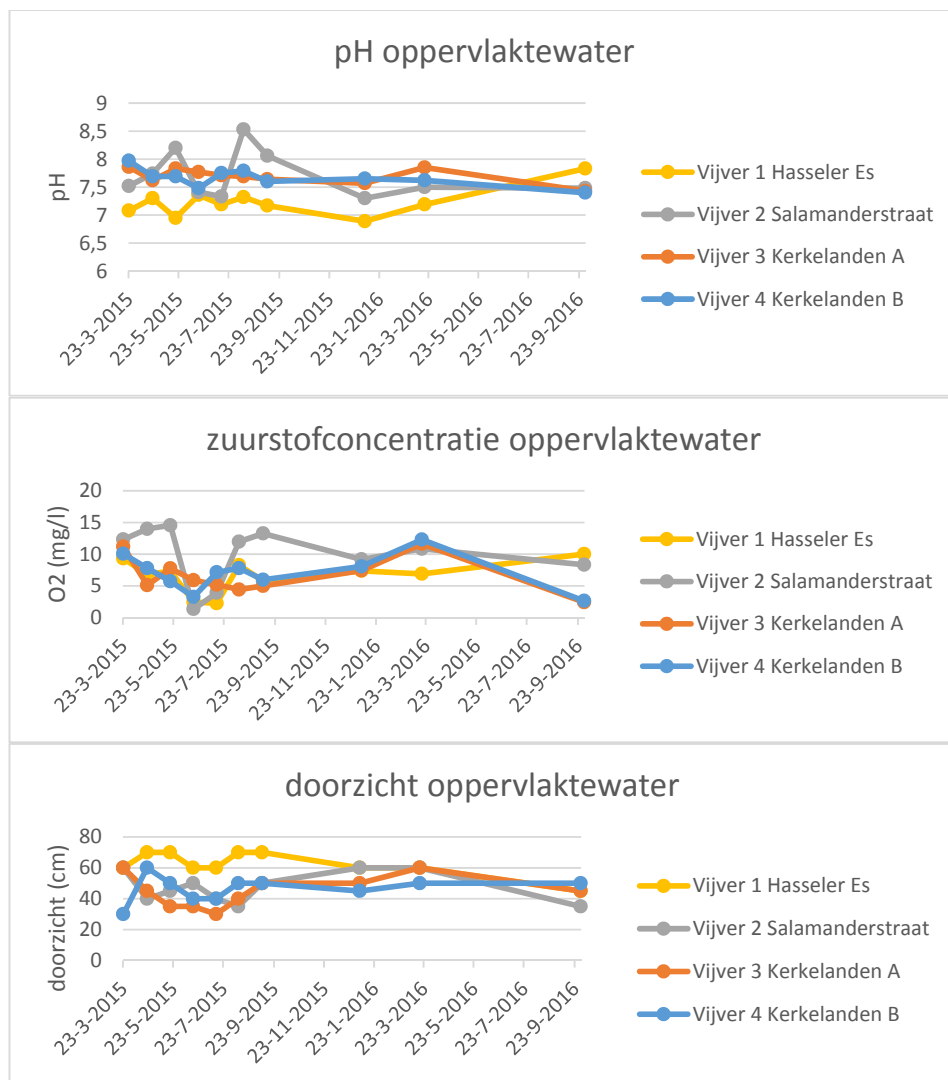 pH oppervlaktewater
pH
9
8,5
8
7,5
7
6,5
6
23-3-2015
23-5-2015
23-7-2015
23-9-2015
23-11-2015
23-1-2016
23-3-2016
23-5-2016
23-7-2016
23-9-2016
Vijver 1 Hasseler Es
Vijver 2 Salamanderstraat
Vijver 3 Kerkelanden A
Vijver 4 Kerkelanden B
zuurstofconcentratie oppervlaktewater
O2 (mg/l)
20
15
10
5
0
23-3-2015
23-5-2015
23-7-2015
23-9-2015
23-11-2015
23-1-2016
23-3-2016
23-5-2016
23-7-2016
23-9-2016
Vijver 1 Hasseler Es
Vijver 2 Salamanderstraat
Vijver 3 Kerkelanden A
Vijver 4 Kerkelanden B
doorzicht oppervlaktewater
doorzicht (cm)
80
60
40
20
0
23-3-2015
23-5-2015
23-7-2015
23-9-2015
23-11-2015
23-1-2016
23-3-2016
23-5-2016
23-7-2016
23-9-2016
Vijver 1 Hasseler Es
Vijver 2 Salamanderstraat
Vijver 3 Kerkelanden A
Vijver 4 Kerkelanden B